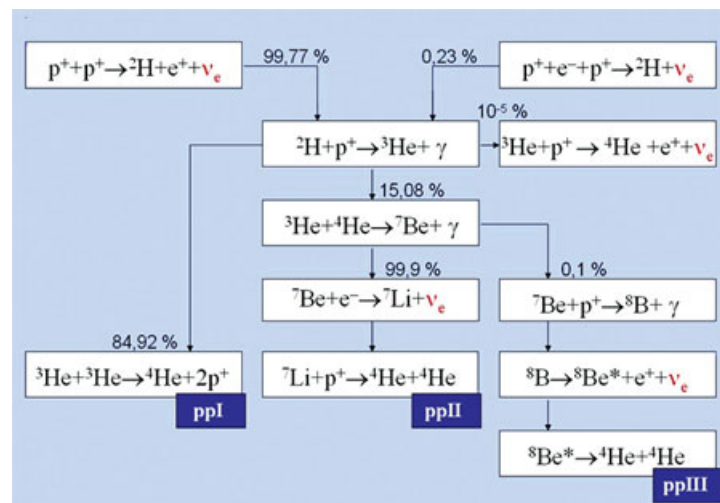 p⁺+p⁺→²H+e⁺+νₑ
99,77 %
0,23 %
p⁺+e⁻+p⁺→²H+νₑ
10⁻⁵ %
²H+p⁺→³He+ γ
³He+p⁺→ ⁴He +e⁺+νₑ
15,08 %
³He+⁴He→⁷Be+ γ
99,9 %
0,1 %
⁷Be+e⁻→⁷Li+νₑ
⁷Be+p⁺→⁸B+ γ
84,92 %
³He+³He→⁴He+2p⁺
⁷Li+p⁺→⁴He+⁴He
⁸B→⁸Be*+e⁺+νₑ
ppI
ppII
⁸Be*→⁴He+⁴He
ppIII